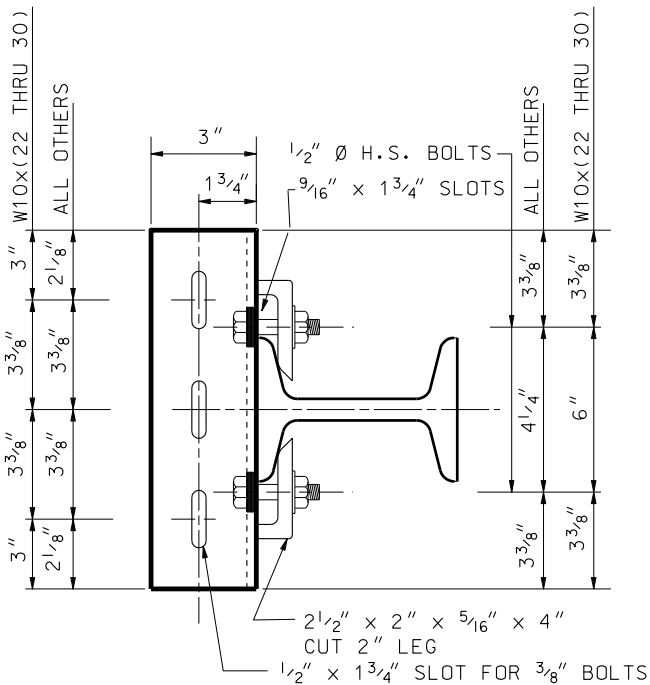 W10x(22 THRU 30)
ALL OTHERS
3"
1 3/4"
1/2" Ø H.S. BOLTS
9/16" x 1 3/4" SLOTS
ALL OTHERS
W10x(22 THRU 30)
3"
2 1/8"
3 3/8"
3 3/8"
3 3/8"
3 3/8"
3"
2 1/8"
3 3/8"
3 3/8"
4 1/4"
6"
3 3/8"
3 3/8"
2 1/2" x 2" x 5/16" x 4"
CUT 2" LEG
1/2" x 1 3/4" SLOT FOR 3/8" BOLTS